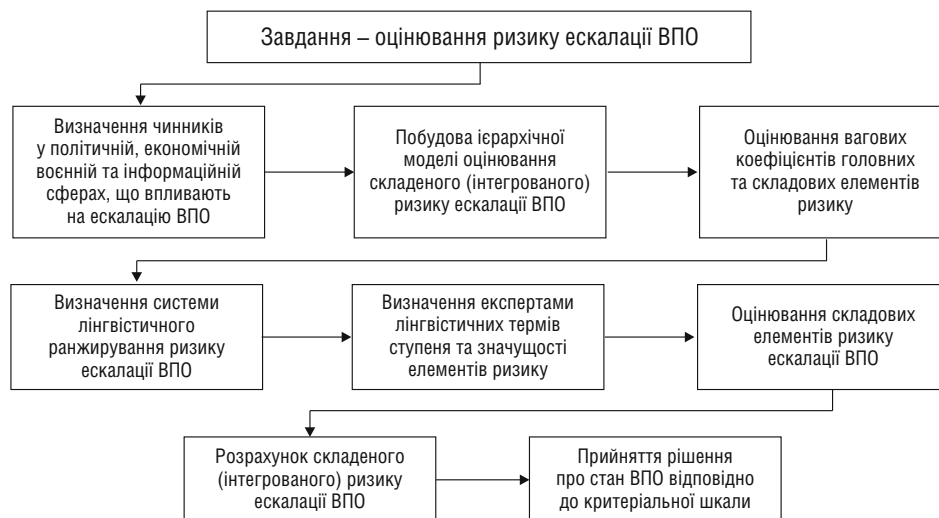 Завдання – оцінювання ризику ескалації ВПО
Визначення чинників
у політичній, економічній
воєнній та інформаційній
сферах, що впливають
на ескалацію ВПО
Побудова ієрархічної
моделі оцінювання
складеного (інтегрованого)
ризику ескалації ВПО
Оцінювання вагових
коефіцієнтів головних
та складових елементів
ризику
Визначення системи
лінгвістичного
ранжирування ризику
ескалації ВПО
Визначення експертами
лінгвістичних термів
ступеня та значущості
елементів ризику
Оцінювання складових
елементів ризику
ескалації ВПО
Розрахунок складеного
(інтегрованого) ризику
ескалації ВПО
Прийняття рішення
про стан ВПО відповідно
до критеріальної шкали